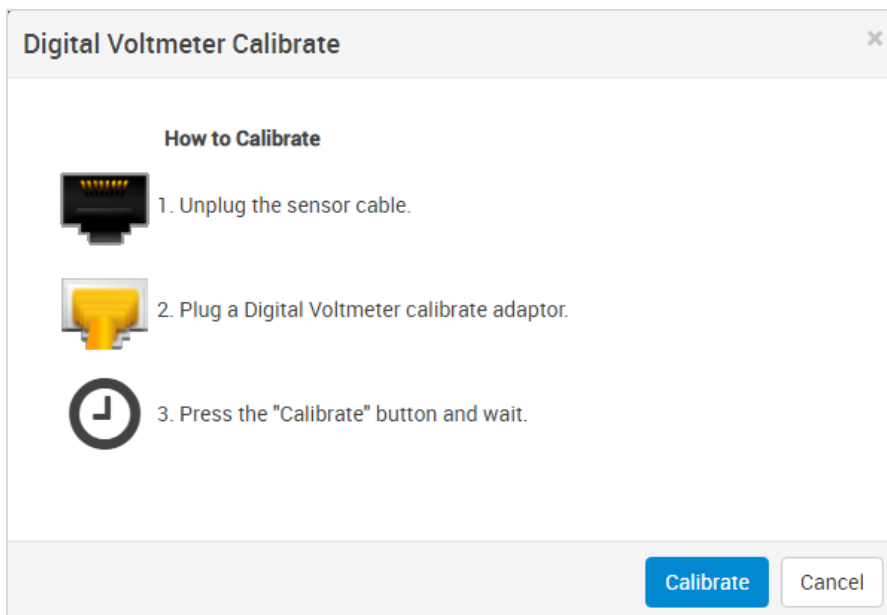 Digital Voltmeter Calibrate
×
How to Calibrate
1. Unplug the sensor cable.
2. Plug a Digital Voltmeter calibrate adaptor.
3. Press the "Calibrate" button and wait.
Calibrate
Cancel